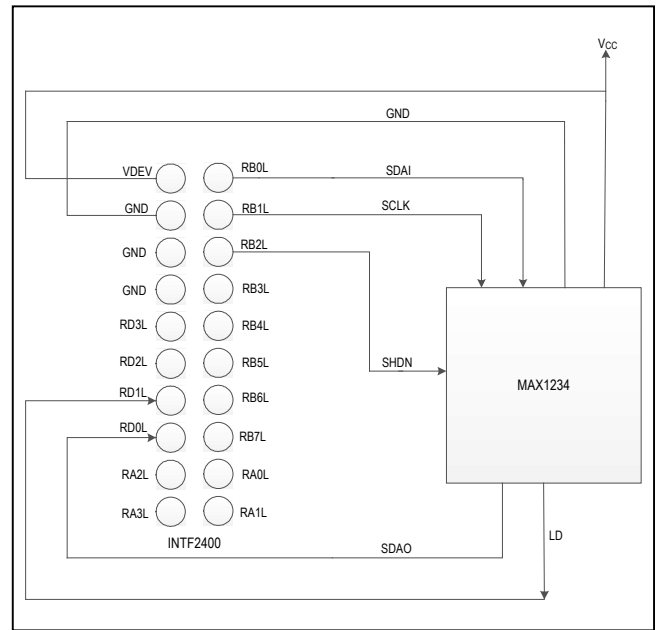 VCC
GND
VDEV
RB0L
SDAI
GND
RB1L
SCLK
GND
RB2L
GND
RB3L
RD3L
RB4L
RD2L
RB5L
SHDN
MAX1234
RD1L
RB6L
RD0L
RB7L
RA2L
RA0L
RA3L
RA1L
INTF2400
SDAO
LD